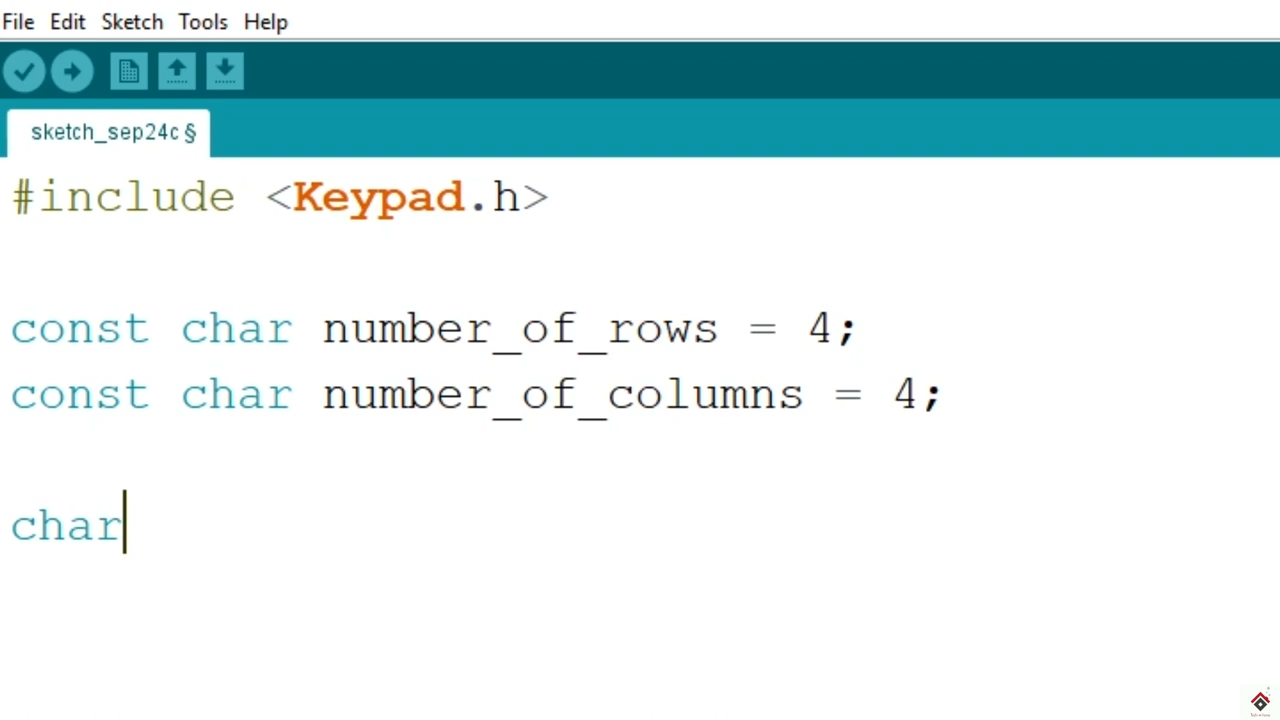 File Edit Sketch Tools Help
sketch_sep24c §
#include <Keypad.h>
const char number_of_rows = 4;
const char number_of_columns = 4;
char